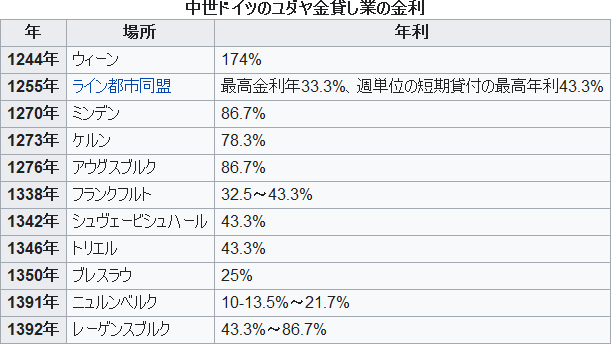 中世ドイツのユダヤ金貸し業の金利
年 場所 年利
1244年 ウィーン 174%
1255年 ライン都市同盟 最高金利年33.3%、週単位の短期貸付の最高年利43.3%
1270年 ミンデン 86.7%
1273年 ケルン 78.3%
1276年 アウグスブルク 86.7%
1338年 フランクフルト 32.5～43.3%
1342年 シュヴェービシュハール 43.3%
1346年 トリエル 43.3%
1350年 ブレスラウ 25%
1391年 ニュルンベルク 10-13.5%～21.7%
1392年 レーゲンスブルク 43.3%～86.7%